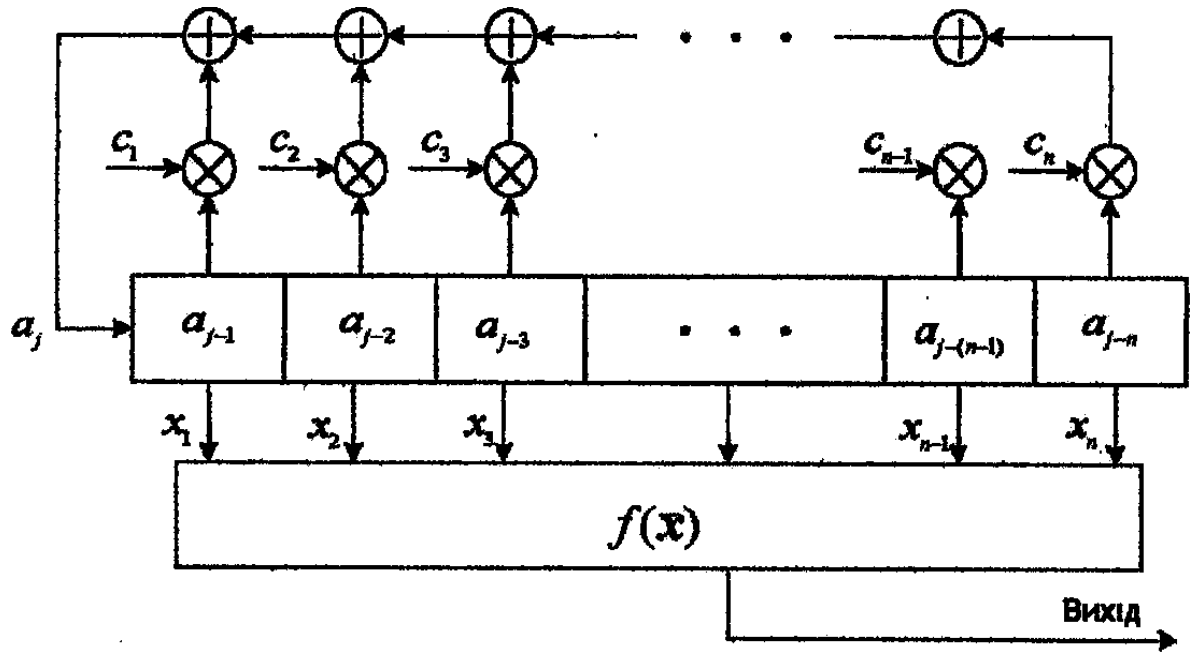 c₁ c₂ c₃ cₙ₋₁ cₙ
aⱼ aⱼ₋₁ aⱼ₋₂ aⱼ₋₃ • • • aⱼ₋₍ₙ₋₁₎ aⱼ₋ₙ
x₁ x₂ x₃ xₙ₋₁ xₙ
f(x)
Вихід